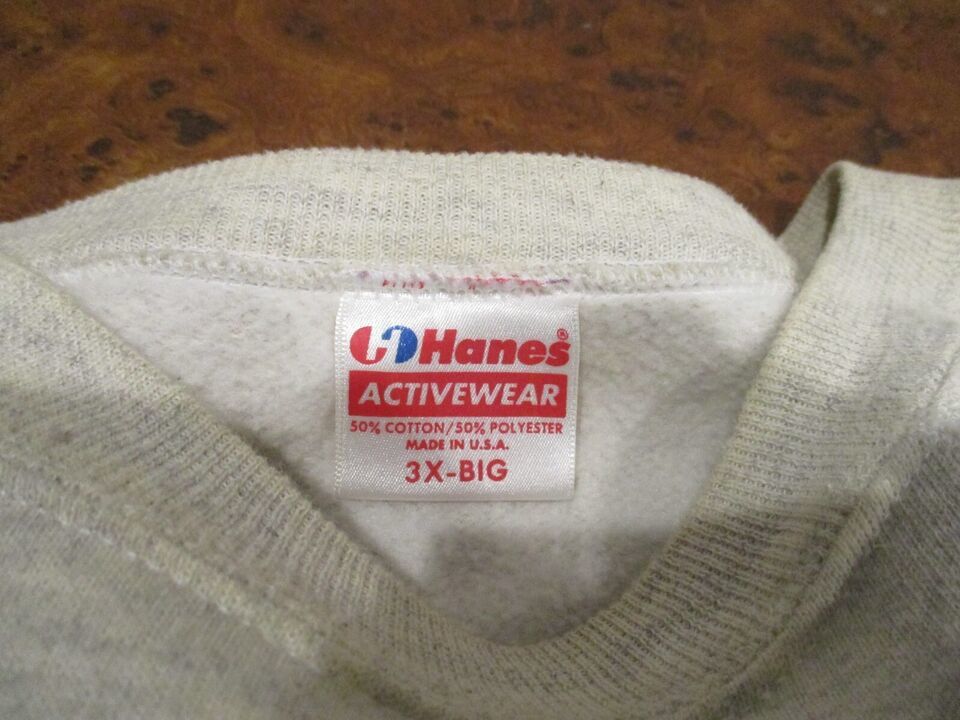 Hanes®
ACTIVEWEAR
50% COTTON/50% POLYESTER
MADE IN U.S.A.
3X-BIG